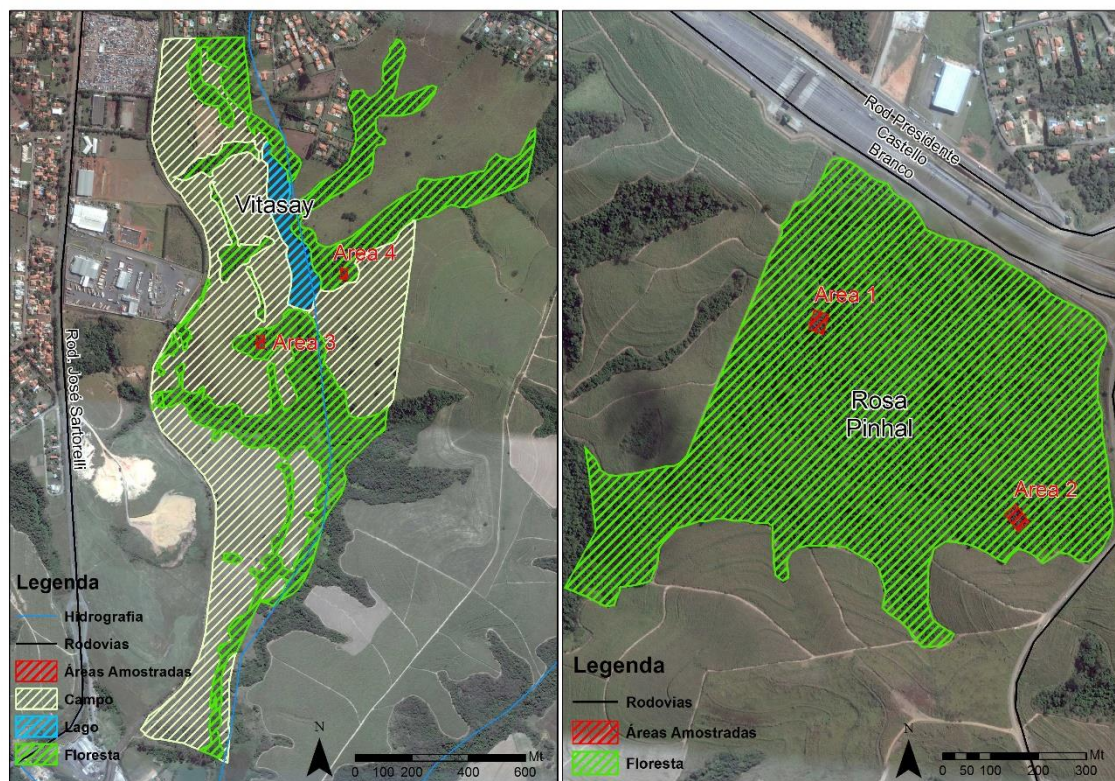 Vitasay
Area 4
Area 3
Rod. José Sartorelli
Legenda
Hidrografia
Rodovias
Áreas Amostradas
Campo
Lago
Floresta
N
Mt
0 100 200 400 600
Rod Presidente
Castello
Branco
Area 1
Rosa
Pinhal
Area 2
Legenda
Rodovias
Áreas Amostradas
Floresta
N
Mt
0 50 100 200 300